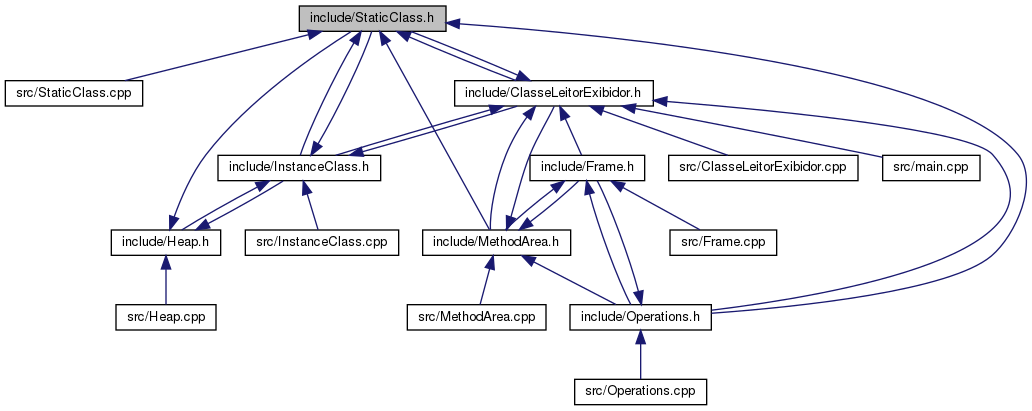 include/StaticClass.h
src/StaticClass.cpp
include/ClasseLeitorExibidor.h
include/InstanceClass.h
include/Frame.h
src/ClasseLeitorExibidor.cpp
src/main.cpp
include/Heap.h
src/InstanceClass.cpp
include/MethodArea.h
src/Frame.cpp
src/Heap.cpp
src/MethodArea.cpp
include/Operations.h
src/Operations.cpp